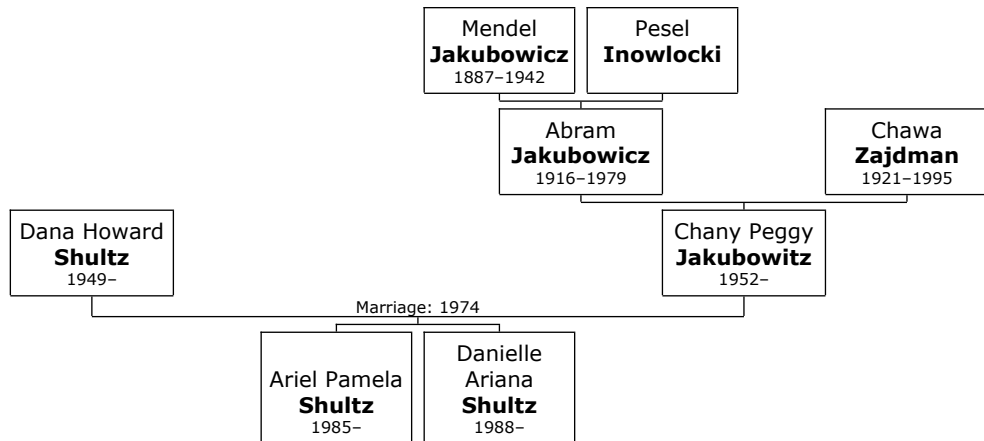 Mendel
Jakubowicz
1887–1942
Pesel
Inowlocki
Abram
Jakubowicz
1916–1979
Chawa
Zajdman
1921–1995
Dana Howard
Shultz
1949–
Chany Peggy
Jakubowitz
1952–
Marriage: 1974
Ariel Pamela
Shultz
1985–
Danielle
Ariana
Shultz
1988–